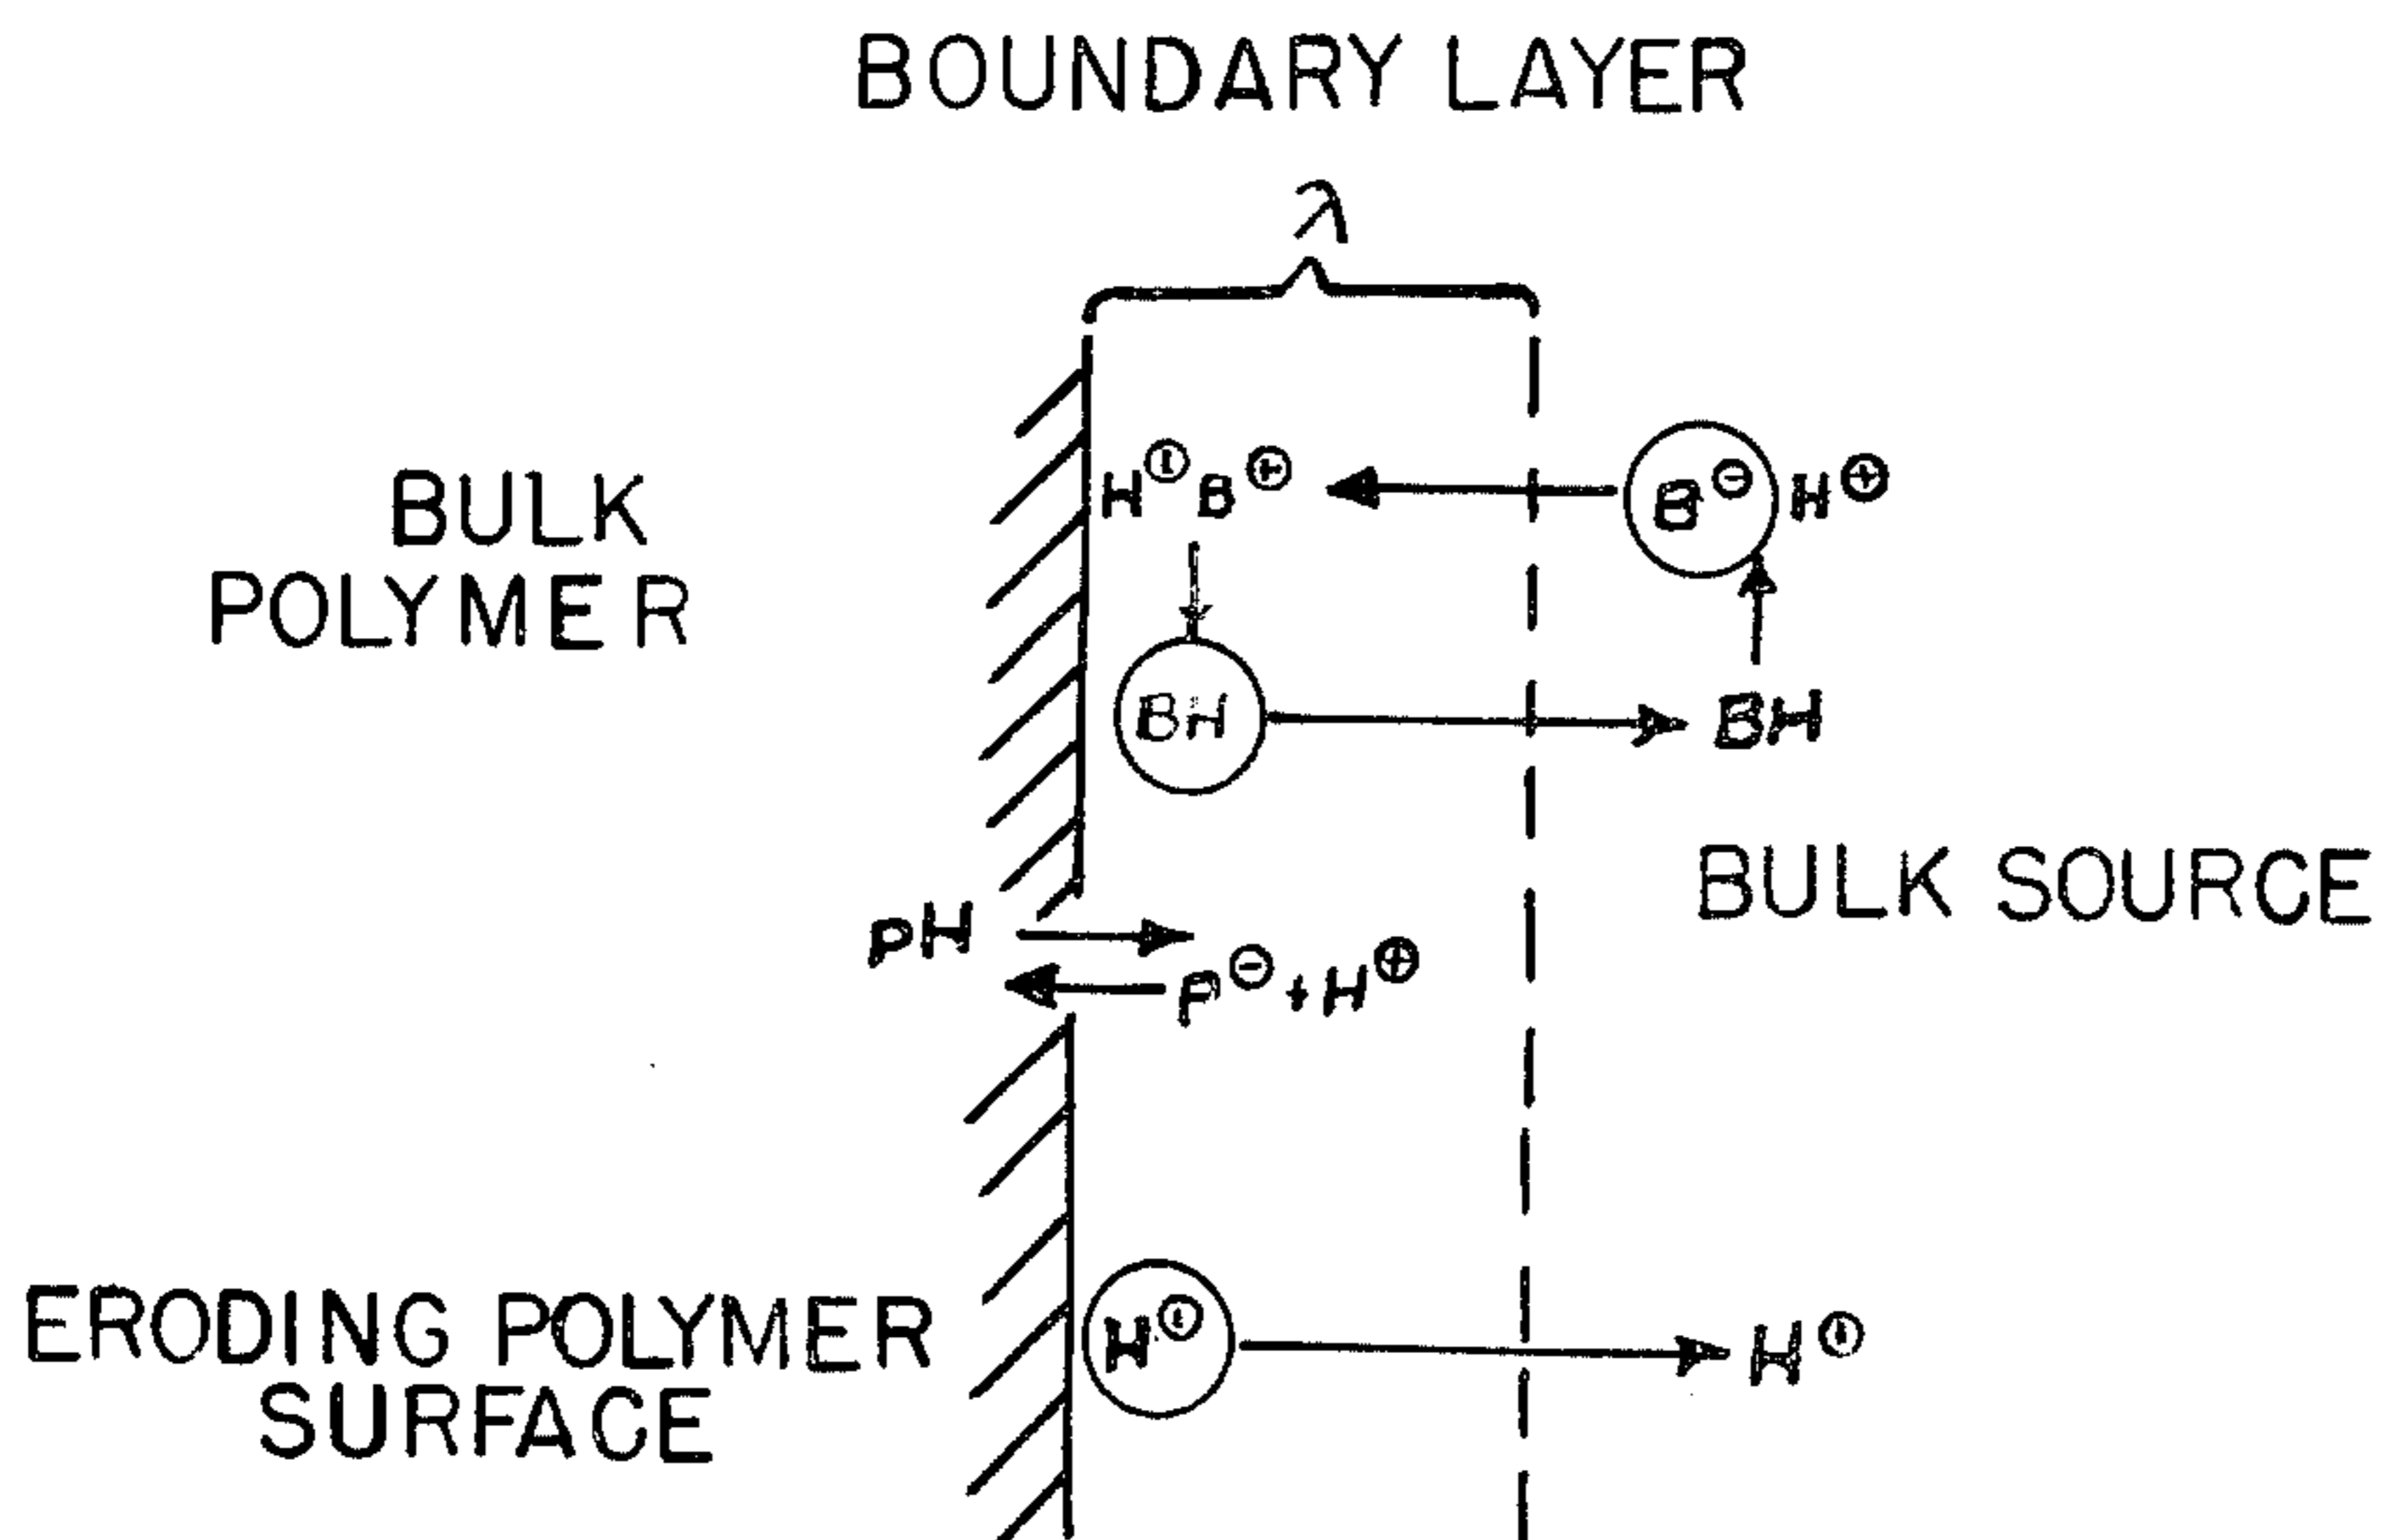 BOUNDARY LAYER
λ
BULK
POLYMER
H⊕ B⊕
B⊖ H⊕
BH
BH
BULK SOURCE
PH
P⊖ + H⊕
ERODING POLYMER
SURFACE
H⊕
H⊕